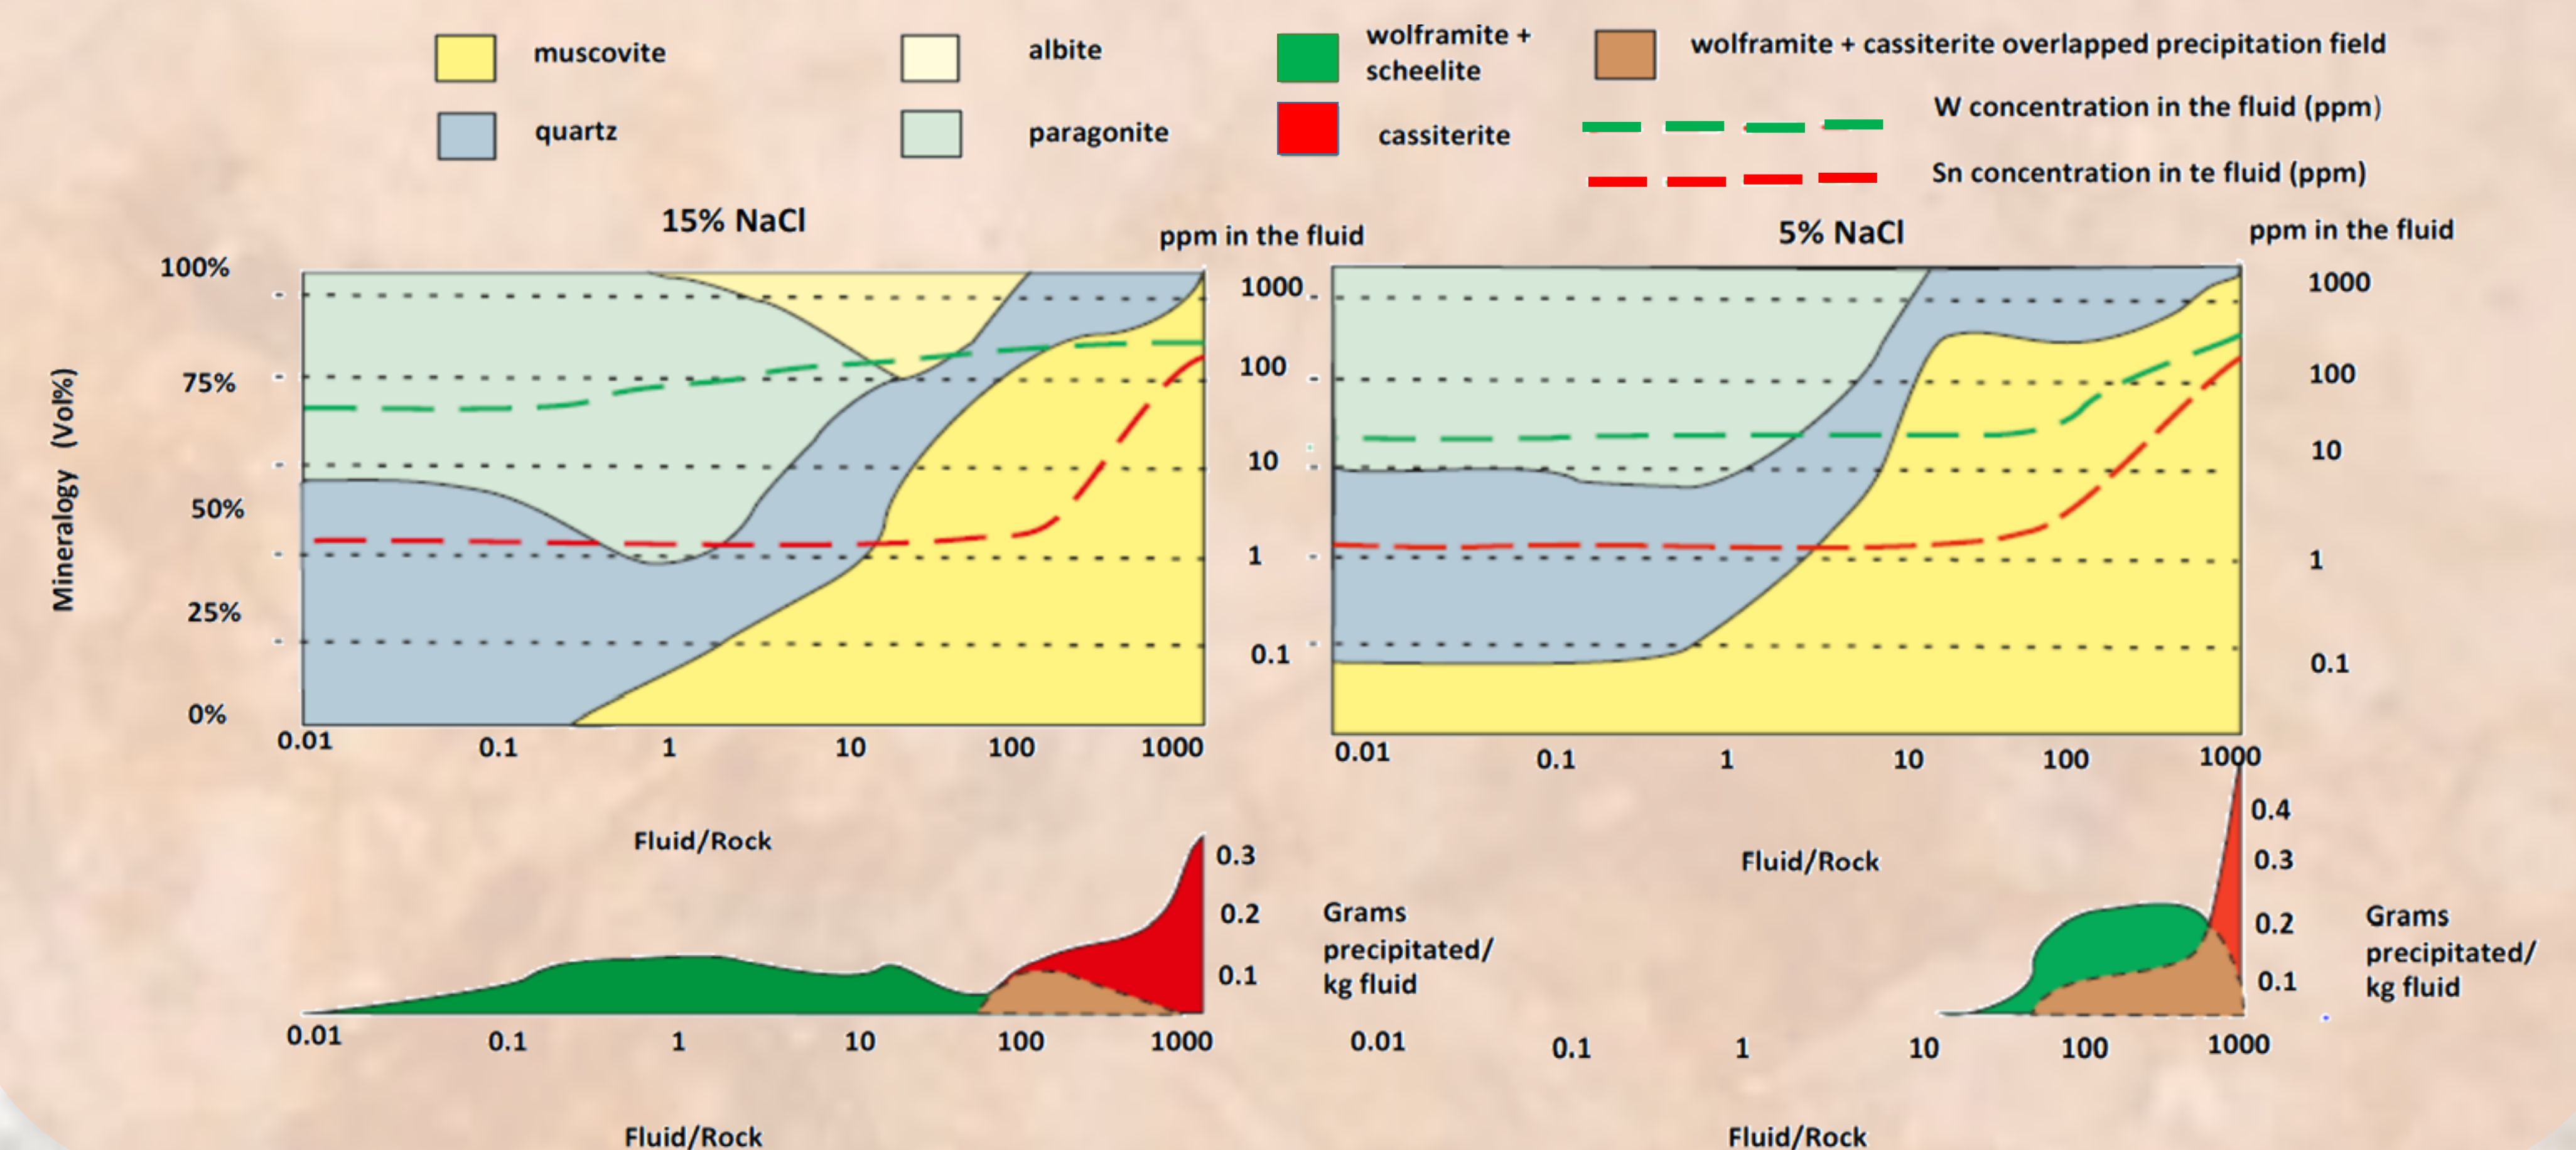 muscovite
albite
wolframite +
scheelite
wolframite + cassiterite overlapped precipitation field
quartz
paragonite
cassiterite
W concentration in the fluid (ppm)
Sn concentration in te fluid (ppm)
15% NaCl
ppm in the fluid
5% NaCl
ppm in the fluid
Mineralogy (Vol%)
100%
75%
50%
25%
0%
1000
100
10
1
0.1
1000
100
10
1
0.1
0.01 0.1 1 10 100 1000
0.01 0.1 1 10 100 1000
Fluid/Rock
Fluid/Rock
0.3
0.2
0.1
Grams
precipitated/
kg fluid
0.4
0.3
0.2
0.1
Grams
precipitated/
kg fluid
0.01 0.1 1 10 100 1000
0.01 0.1 1 10 100 1000
Fluid/Rock
Fluid/Rock